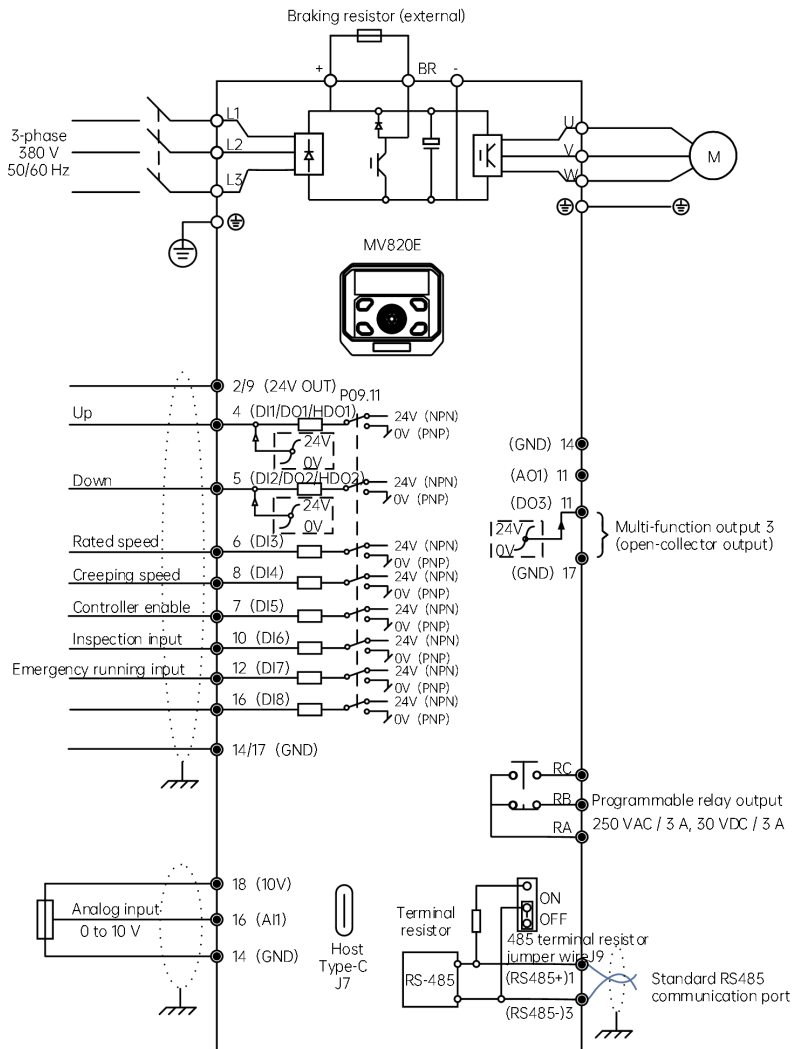 Braking resistor (external)
+
BR
-
L1
L2
L3
3-phase
380 V
50/60 Hz
U
V
W
M
MV820E
2/9 (24V OUT)
P09.11
Up
4 (DI1/DO1/HDO1)
24V (NPN)
0V (PNP)
24V
0V
Down
5 (DI2/DO2/HDO2)
24V (NPN)
0V (PNP)
24V
0V
Rated speed
6 (DI3)
24V (NPN)
0V (PNP)
Creeping speed
8 (DI4)
24V (NPN)
0V (PNP)
Controller enable
7 (DI5)
24V (NPN)
0V (PNP)
Inspection input
10 (DI6)
24V (NPN)
0V (PNP)
Emergency running input
12 (DI7)
24V (NPN)
0V (PNP)
16 (DI8)
24V (NPN)
0V (PNP)
14/17 (GND)
(GND) 14
(AO1) 11
(DO3) 11
24V
0V
(GND) 17
Multi-function output 3
(open-collector output)
RC
RB
RA
Programmable relay output
250 VAC / 3 A, 30 VDC / 3 A
18 (10V)
Analog input
0 to 10 V
16 (AI1)
14 (GND)
Host
Type-C
J7
Terminal
resistor
ON
OFF
485 terminal resistor
jumper wireJ9
RS-485
(RS485+)1
(RS485-)3
Standard RS485
communication port